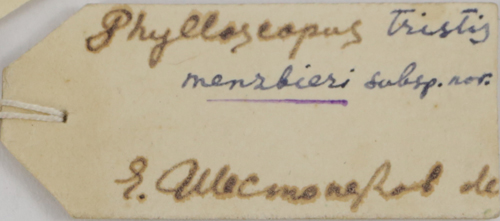 Phylloscopus tristis
menzbieri subsp. nov.
Е. Шестоперов de